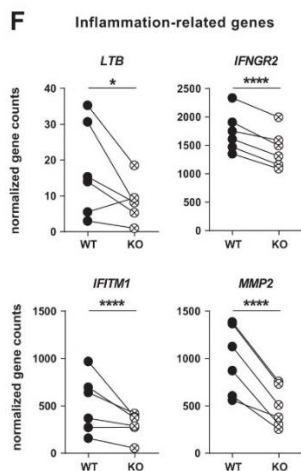 F Inflammation-related genes
LTB
*
normalized gene counts
40
30
20
10
0
WT KO
IFNGR2
****
2500
2000
1500
1000
500
0
WT KO
IFITM1
****
normalized gene counts
1500
1000
500
0
WT KO
MMP2
****
1500
1000
500
0
WT KO